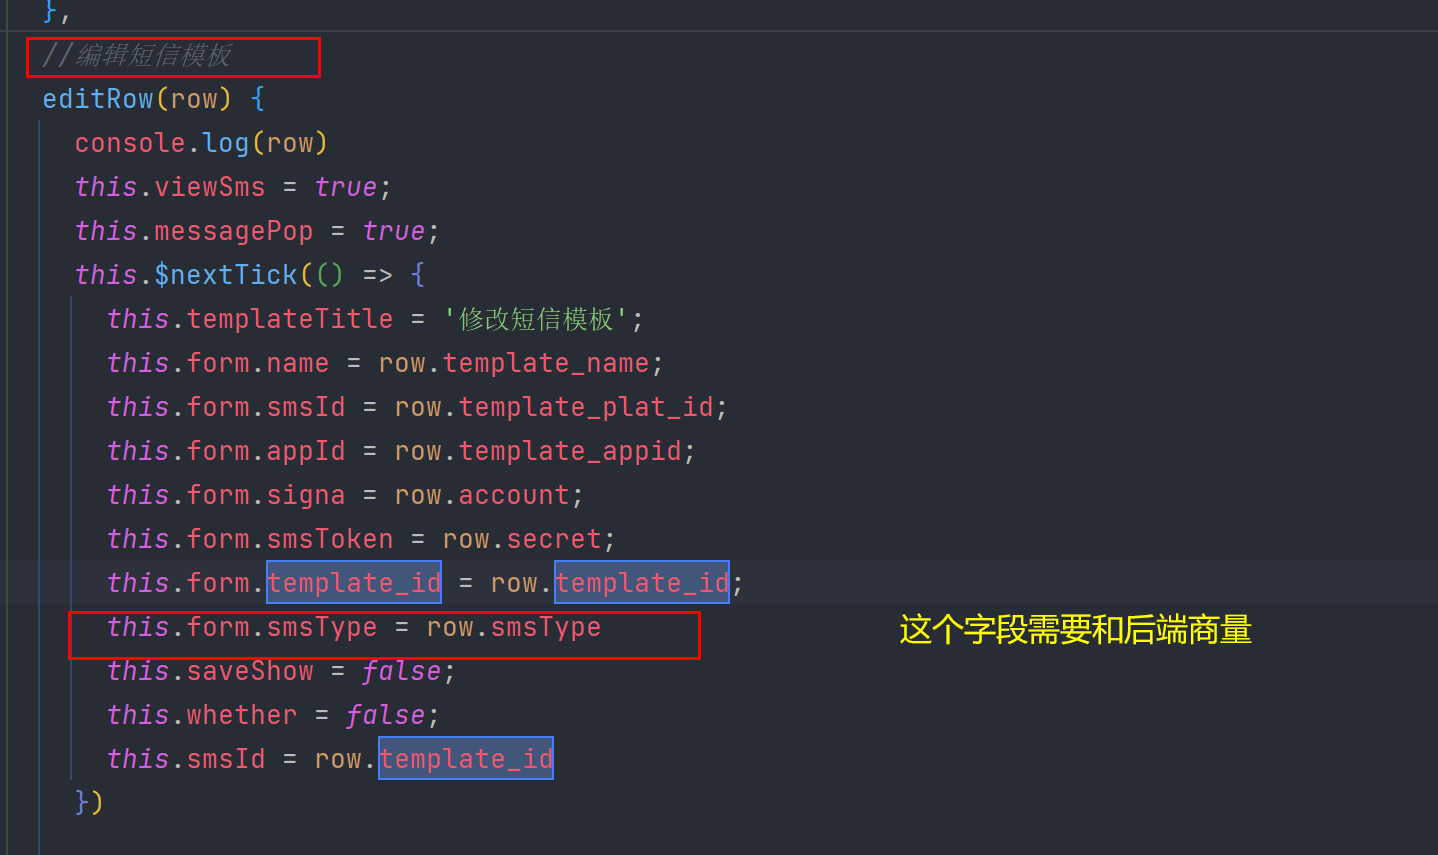 },
//编辑短信模板
editRow(row) {
console.log(row)
this.viewSms = true;
this.messagePop = true;
this.$nextTick(() => {
this.templateTitle = '修改短信模板';
this.form.name = row.template_name;
this.form.smsId = row.template_plat_id;
this.form.appId = row.template_appid;
this.form.signa = row.account;
this.form.smsToken = row.secret;
this.form.template_id = row.template_id;
this.form.smsType = row.smsType
这个字段需要和后端商量
this.saveShow = false;
this.whether = false;
this.smsId = row.template_id
})